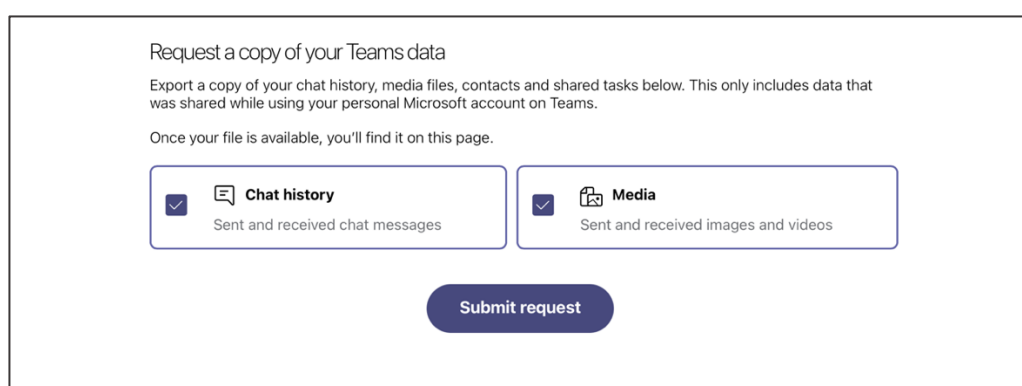 Request a copy of your Teams data
Export a copy of your chat history, media files, contacts and shared tasks below. This only includes data that
was shared while using your personal Microsoft account on Teams.
Once your file is available, you’ll find it on this page.
Chat history
Sent and received chat messages
Media
Sent and received images and videos
Submit request